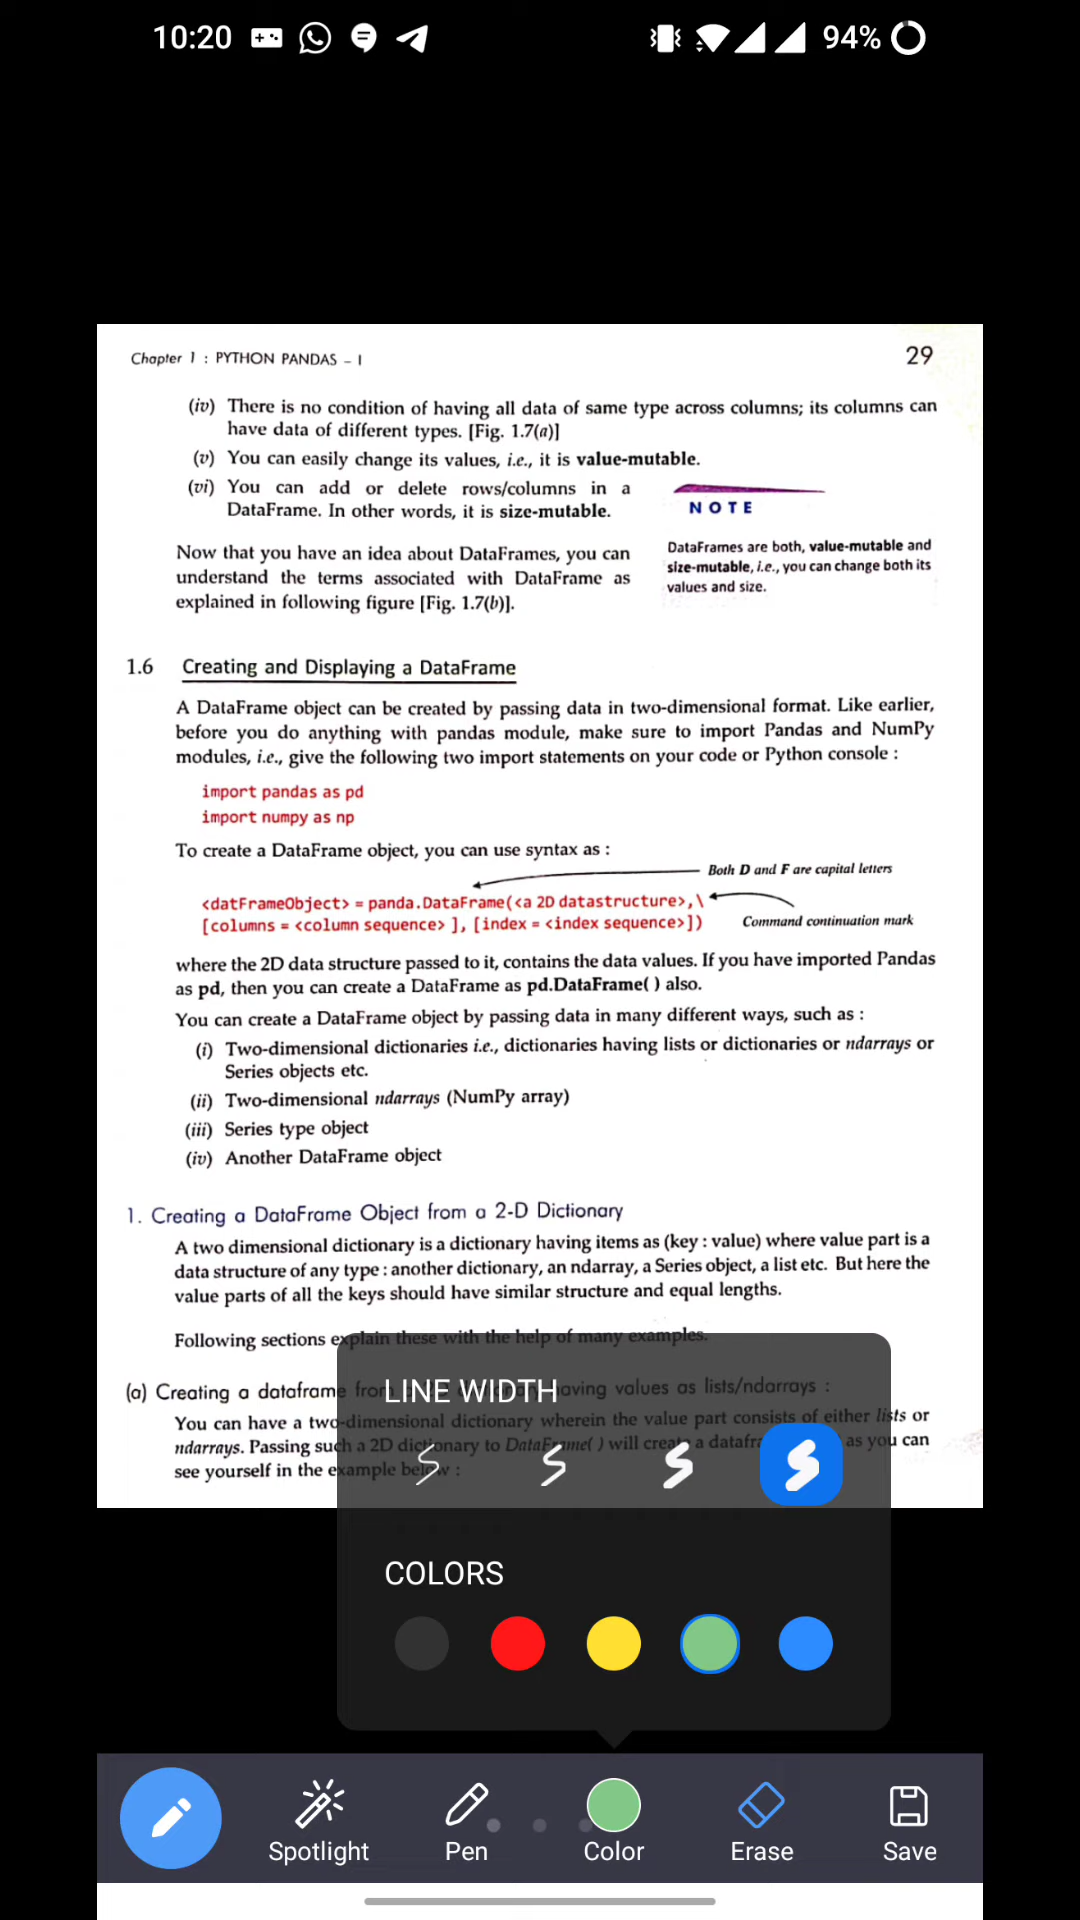 10:20
94%
Chapter 1 : PYTHON PANDAS – I
29
(iv) There is no condition of having all data of same type across columns; its columns can
have data of different types. [Fig. 1.7(a)]
(v) You can easily change its values, i.e., it is value-mutable.
(vi) You can add or delete rows/columns in a
DataFrame. In other words, it is size-mutable.
NOTE
DataFrames are both, value-mutable and
size-mutable, i.e., you can change both its
values and size.
Now that you have an idea about DataFrames, you can
understand the terms associated with DataFrame as
explained in following figure [Fig. 1.7(b)].
1.6 Creating and Displaying a DataFrame
A DataFrame object can be created by passing data in two-dimensional format. Like earlier,
before you do anything with pandas module, make sure to import Pandas and NumPy
modules, i.e., give the following two import statements on your code or Python console :
import pandas as pd
import numpy as np
To create a DataFrame object, you can use syntax as :
Both D and F are capital letters
<datFrameObject> = panda.DataFrame(<a 2D datastructure>,\
[columns = <column sequence> ], [index = <index sequence>])
Command continuation mark
where the 2D data structure passed to it, contains the data values. If you have imported Pandas
as pd, then you can create a DataFrame as pd.DataFrame( ) also.
You can create a DataFrame object by passing data in many different ways, such as :
(i) Two-dimensional dictionaries i.e., dictionaries having lists or dictionaries or ndarrays or
Series objects etc.
(ii) Two-dimensional ndarrays (NumPy array)
(iii) Series type object
(iv) Another DataFrame object
1. Creating a DataFrame Object from a 2-D Dictionary
A two dimensional dictionary is a dictionary having items as (key : value) where value part is a
data structure of any type : another dictionary, an ndarray, a Series object, a list etc. But here the
value parts of all the keys should have similar structure and equal lengths.
Following sections explain these with the help of many examples.
(a) Creating a dataframe from having values as lists/ndarrays :
You can have a two-dimensional dictionary wherein the value part consists of either lists or
ndarrays. Passing such a 2D dictionary to DataFrame( ) will create a as you can
see yourself in the example below :
LINE WIDTH
COLORS
Spotlight
Pen
Color
Erase
Save